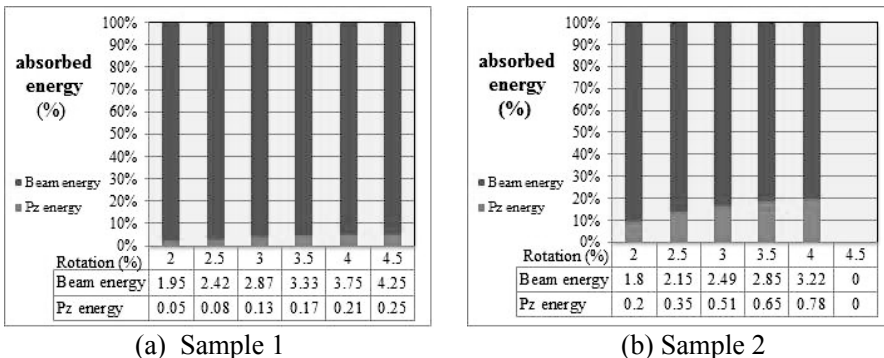 100%
90%
80%
70%
60%
50%
40%
30%
20%
10%
0%
absorbed
energy
(%)
■ Beam energy
■ Pz energy
Rotation (%) 2 2.5 3 3.5 4 4.5
Beam energy 1.95 2.42 2.87 3.33 3.75 4.25
Pz energy 0.05 0.08 0.13 0.17 0.21 0.25
(a) Sample 1
100%
90%
80%
70%
60%
50%
40%
30%
20%
10%
0%
absorbed
energy
(%)
■ Beam energy
■ Pz energy
Rotation (%) 2 2.5 3 3.5 4 4.5
Beam energy 1.8 2.15 2.49 2.85 3.22 0
Pz energy 0.2 0.35 0.51 0.65 0.78 0
(b) Sample 2